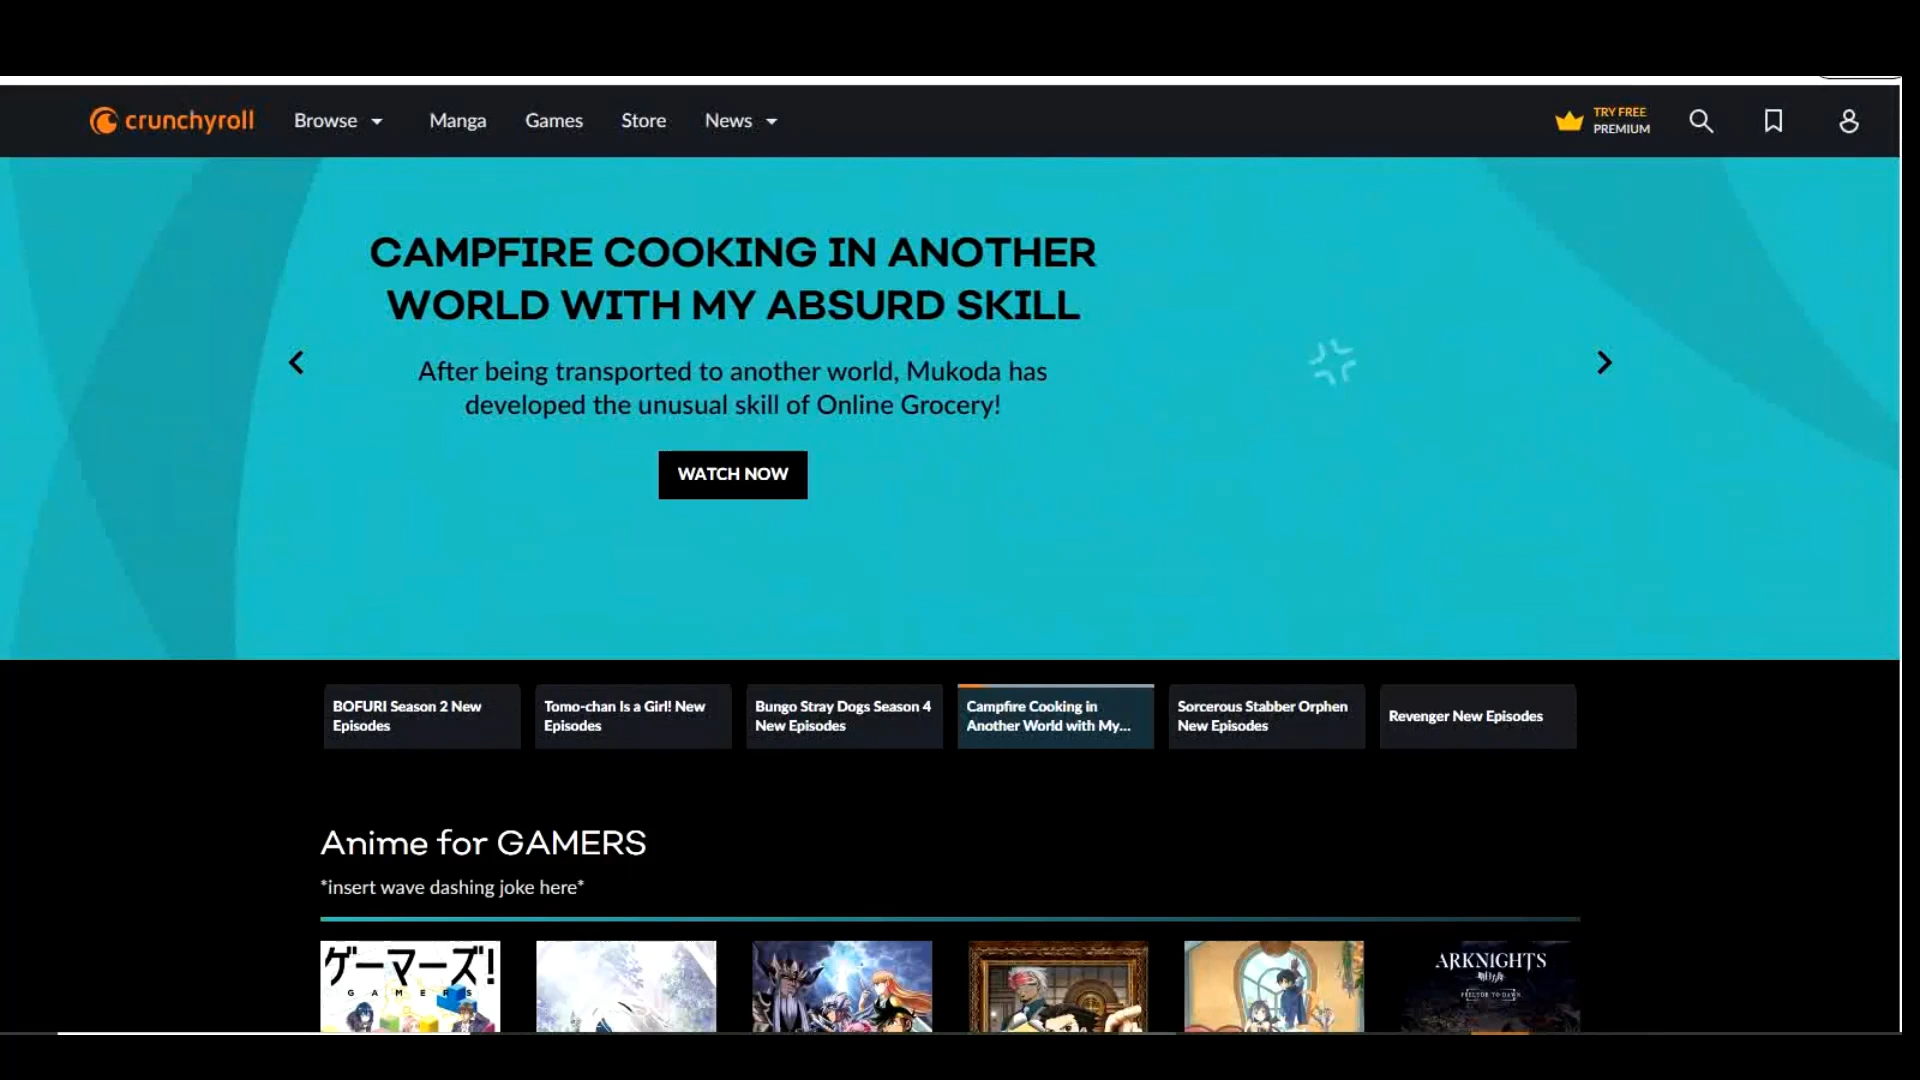 crunchyroll Browse Manga Games Store News TRY FREE
PREMIUM
CAMPFIRE COOKING IN ANOTHER
WORLD WITH MY ABSURD SKILL
After being transported to another world, Mukoda has
developed the unusual skill of Online Grocery!
WATCH NOW
BOFURI Season 2 New
Episodes
Tomo-chan Is a Girl! New
Episodes
Bungo Stray Dogs Season 4
New Episodes
Campfire Cooking in
Another World with My...
Sorcerous Stabber Orphen
New Episodes
Revenger New Episodes
Anime for GAMERS
*insert wave dashing joke here*
ゲーマーズ!
GAMERS
ARKNIGHTS
PRELUDE TO DAWN